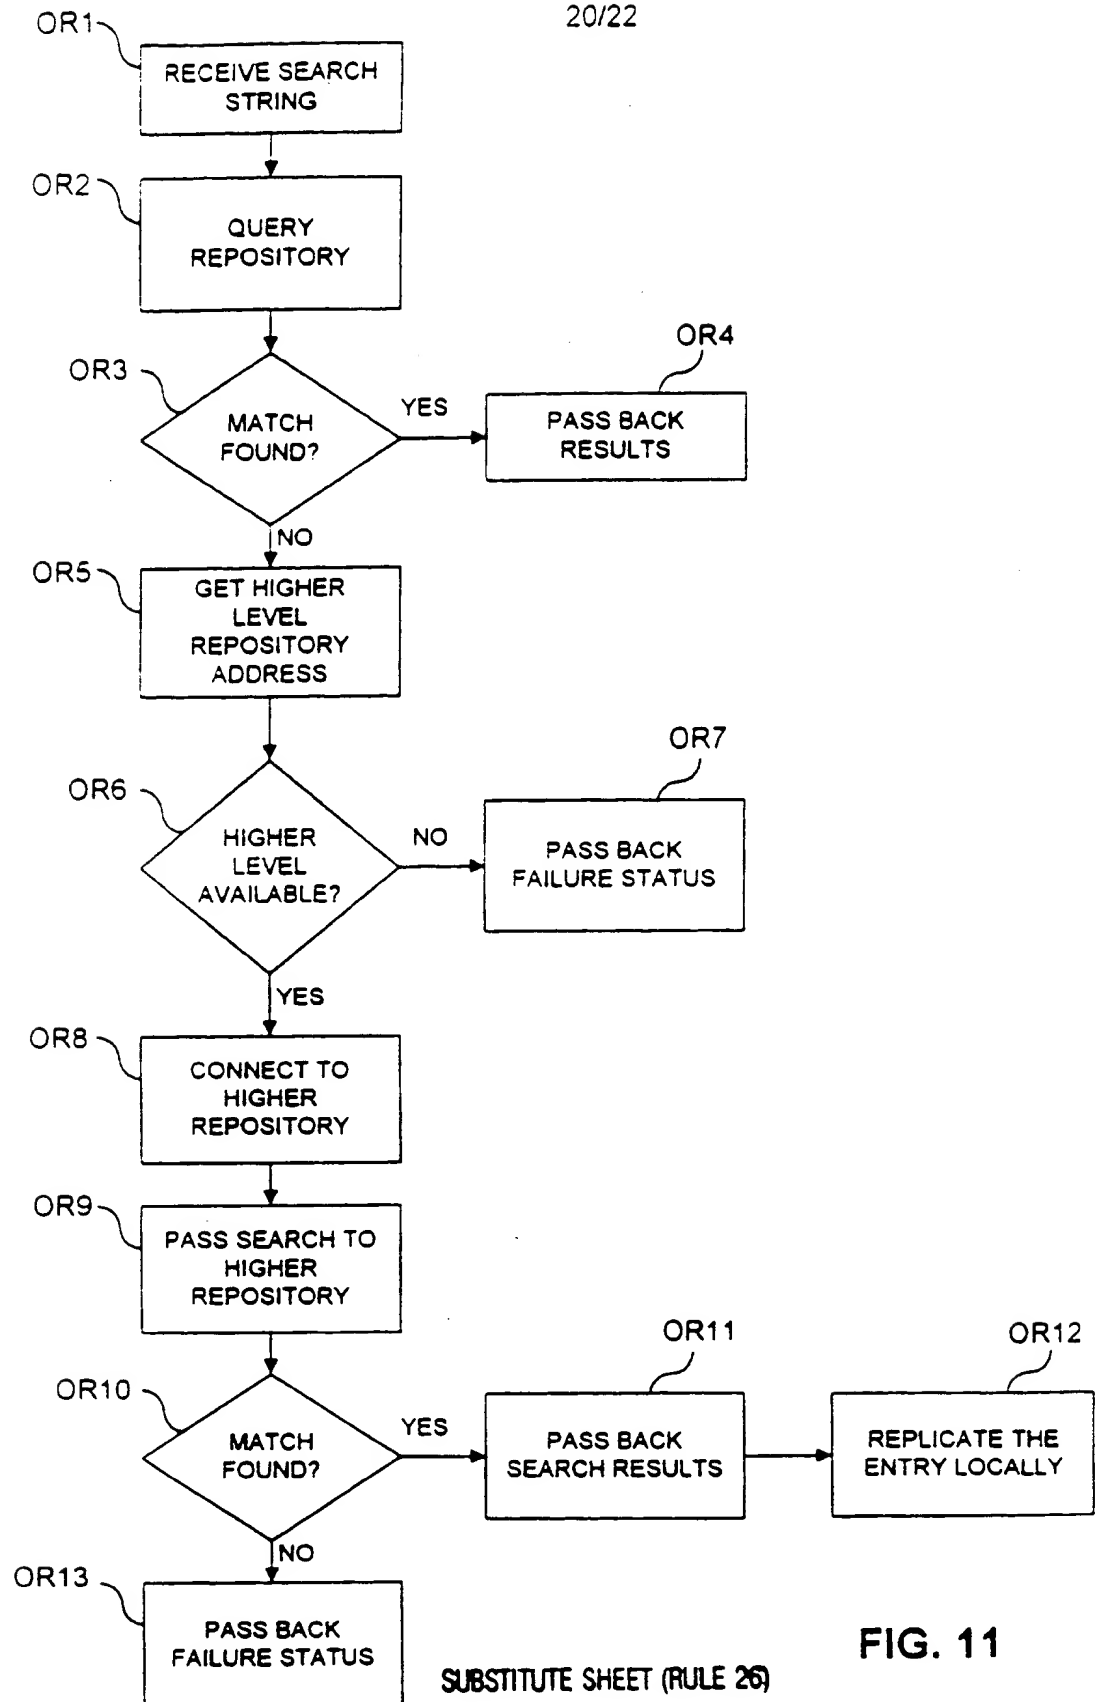 20/22
OR1
RECEIVE SEARCH
STRING
OR2
QUERY
REPOSITORY
OR3
MATCH
FOUND?
YES
OR4
PASS BACK
RESULTS
NO
OR5
GET HIGHER
LEVEL
REPOSITORY
ADDRESS
OR6
HIGHER
LEVEL
AVAILABLE?
NO
OR7
PASS BACK
FAILURE STATUS
YES
OR8
CONNECT TO
HIGHER
REPOSITORY
OR9
PASS SEARCH TO
HIGHER
REPOSITORY
OR10
MATCH
FOUND?
YES
OR11
PASS BACK
SEARCH RESULTS
OR12
REPLICATE THE
ENTRY LOCALLY
NO
OR13
PASS BACK
FAILURE STATUS
FIG. 11
SUBSTITUTE SHEET (RULE 26)